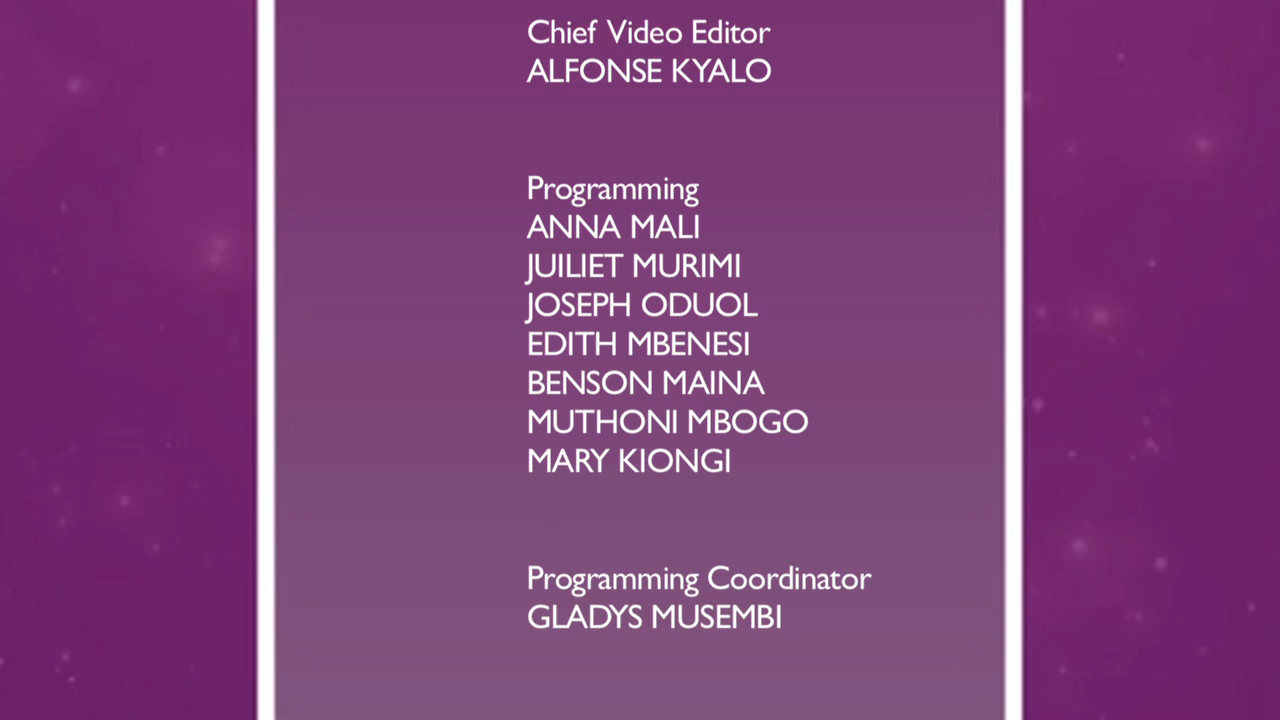 Chief Video Editor
ALFONSE KYALO
Programming
ANNA MALI
JUILIET MURIMI
JOSEPH ODUOL
EDITH MBENESI
BENSON MAINA
MUTHONI MBOGO
MARY KIONGI
Programming Coordinator
GLADYS MUSEMBI